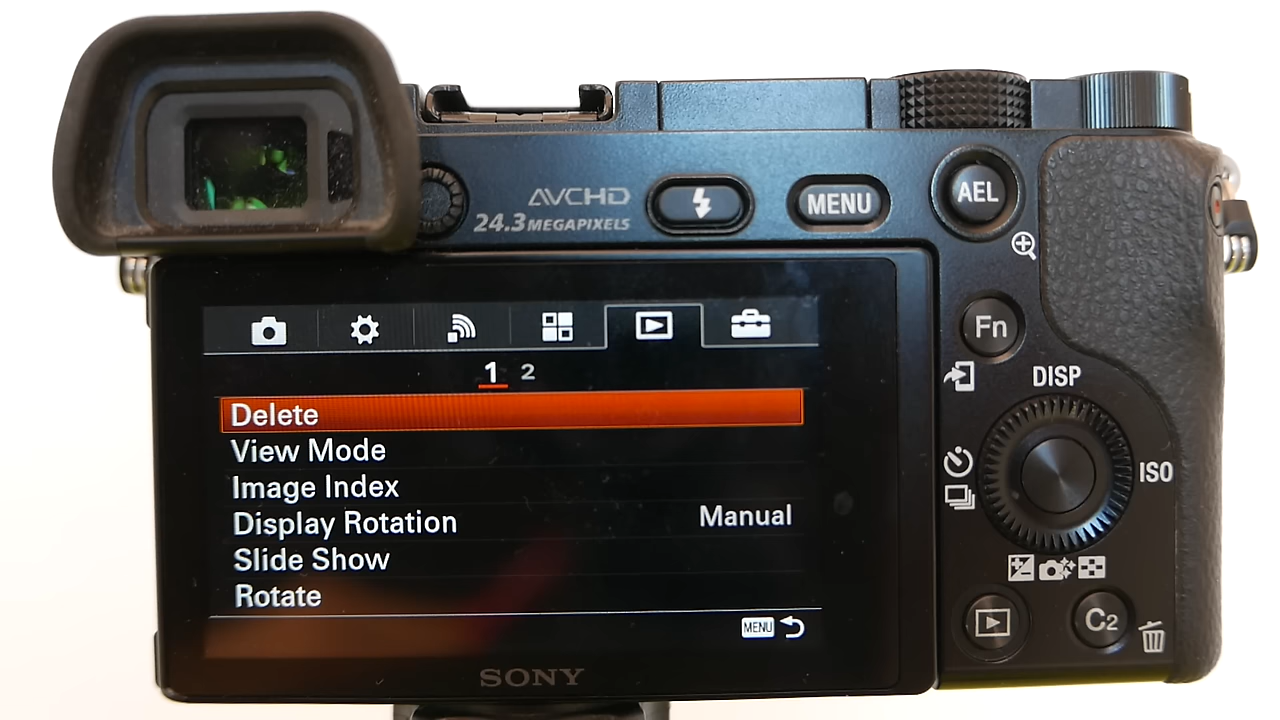 AVCHD
24.3 MEGAPIXELS
MENU
AEL
Fn
DISP
ISO
C2
1 2
Delete
View Mode
Image Index
Display Rotation Manual
Slide Show
Rotate
MENU
SONY